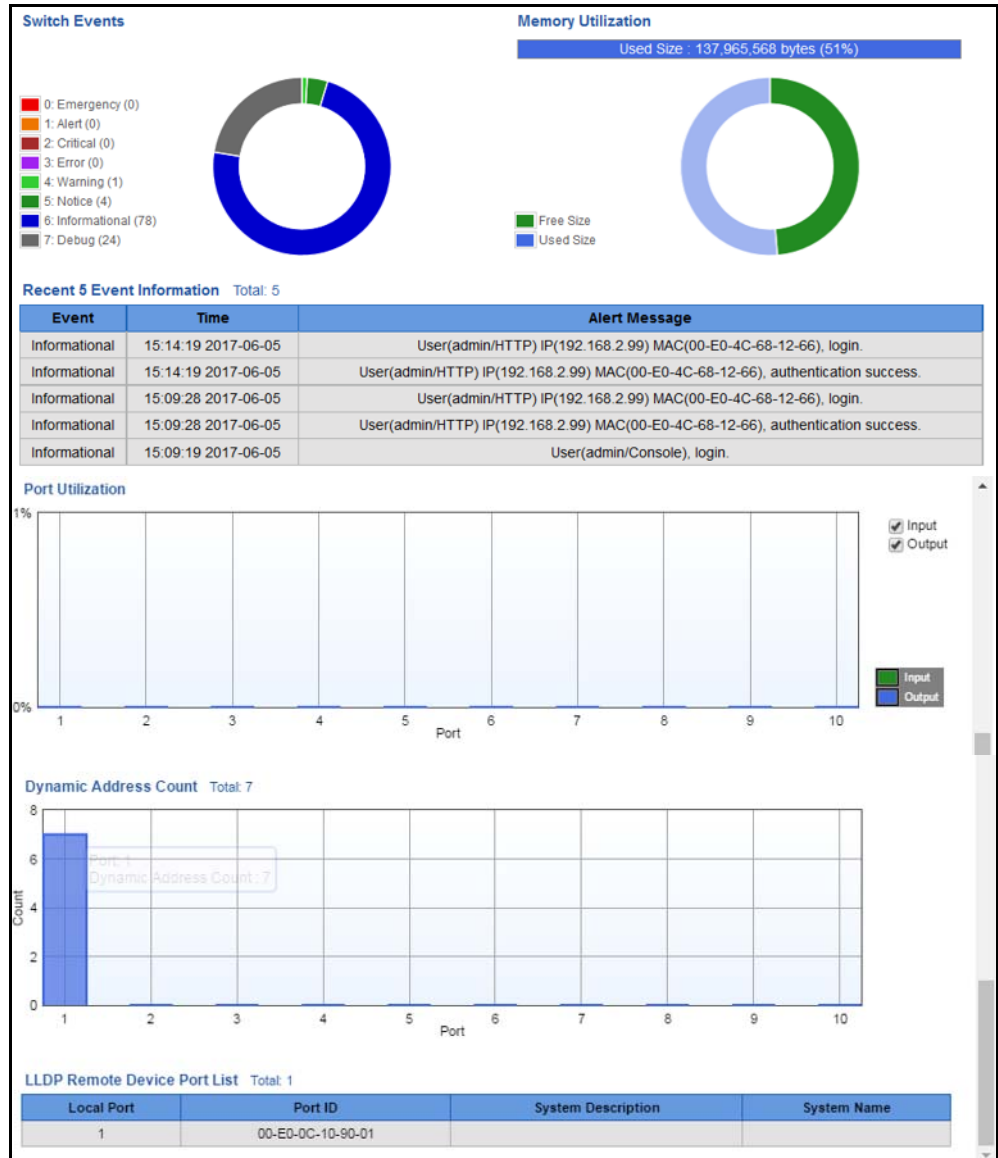 Switch Events
Memory Utilization
Used Size : 137,965,568 bytes (51%)
0: Emergency (0)
1: Alert (0)
2: Critical (0)
3: Error (0)
4: Warning (1)
5: Notice (4)
6: Informational (78)
7: Debug (24)
Free Size
Used Size
Recent 5 Event Information Total: 5
Event Time Alert Message
Informational 15:14:19 2017-06-05 User(admin/HTTP) IP(192.168.2.99) MAC(00-E0-4C-68-12-66), login.
Informational 15:14:19 2017-06-05 User(admin/HTTP) IP(192.168.2.99) MAC(00-E0-4C-68-12-66), authentication success.
Informational 15:09:28 2017-06-05 User(admin/HTTP) IP(192.168.2.99) MAC(00-E0-4C-68-12-66), login.
Informational 15:09:28 2017-06-05 User(admin/HTTP) IP(192.168.2.99) MAC(00-E0-4C-68-12-66), authentication success.
Informational 15:09:19 2017-06-05 User(admin/Console), login.
Port Utilization
1%
Input
Output
Input
Output
0%
1 2 3 4 5 6 7 8 9 10
Port
Dynamic Address Count Total: 7
8
6
4
2
0
Count
Port: 1
Dynamic Address Count : 7
1 2 3 4 5 6 7 8 9 10
Port
LLDP Remote Device Port List Total: 1
Local Port Port ID System Description System Name
1 00-E0-0C-10-90-01